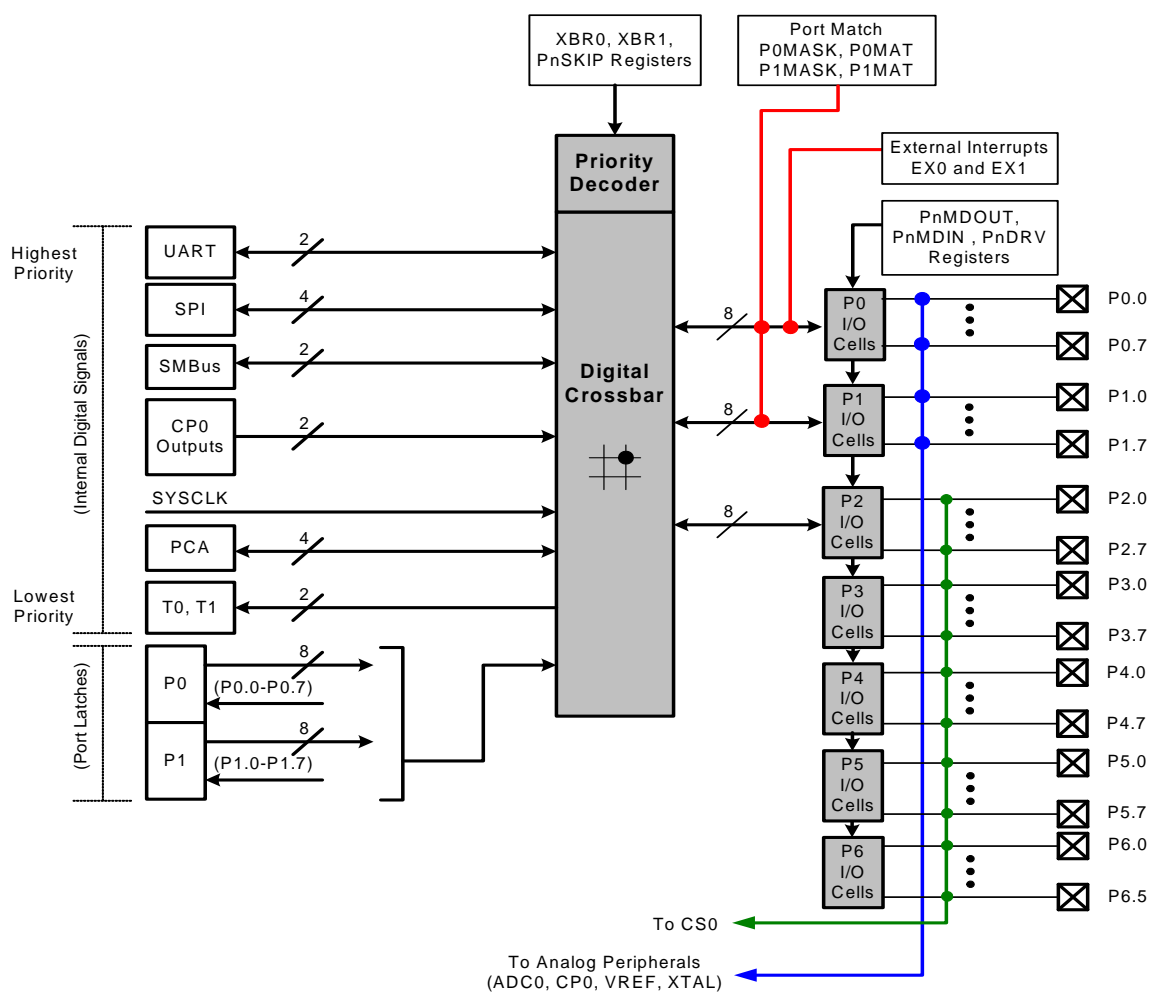 XBR0, XBR1,
PnSKIP Registers
Port Match
P0MASK, P0MAT
P1MASK, P1MAT
External Interrupts
EX0 and EX1
Priority
Decoder
PnMDOUT,
PnMDIN , PnDRV
Registers
Highest
Priority
(Internal Digital Signals)
Lowest
Priority
UART
2
SPI
4
SMBus
2
CP0
Outputs
2
SYSCLK
PCA
4
T0, T1
2
(Port Latches)
P0
8
(P0.0-P0.7)
P1
8
(P1.0-P1.7)
Digital
Crossbar
8
8
8
P0
I/O
Cells
P0.0
P0.7
P1
I/O
Cells
P1.0
P1.7
P2
I/O
Cells
P2.0
P2.7
P3
I/O
Cells
P3.0
P3.7
P4
I/O
Cells
P4.0
P4.7
P5
I/O
Cells
P5.0
P5.7
P6
I/O
Cells
P6.0
P6.5
To CS0
To Analog Peripherals
(ADC0, CP0, VREF, XTAL)